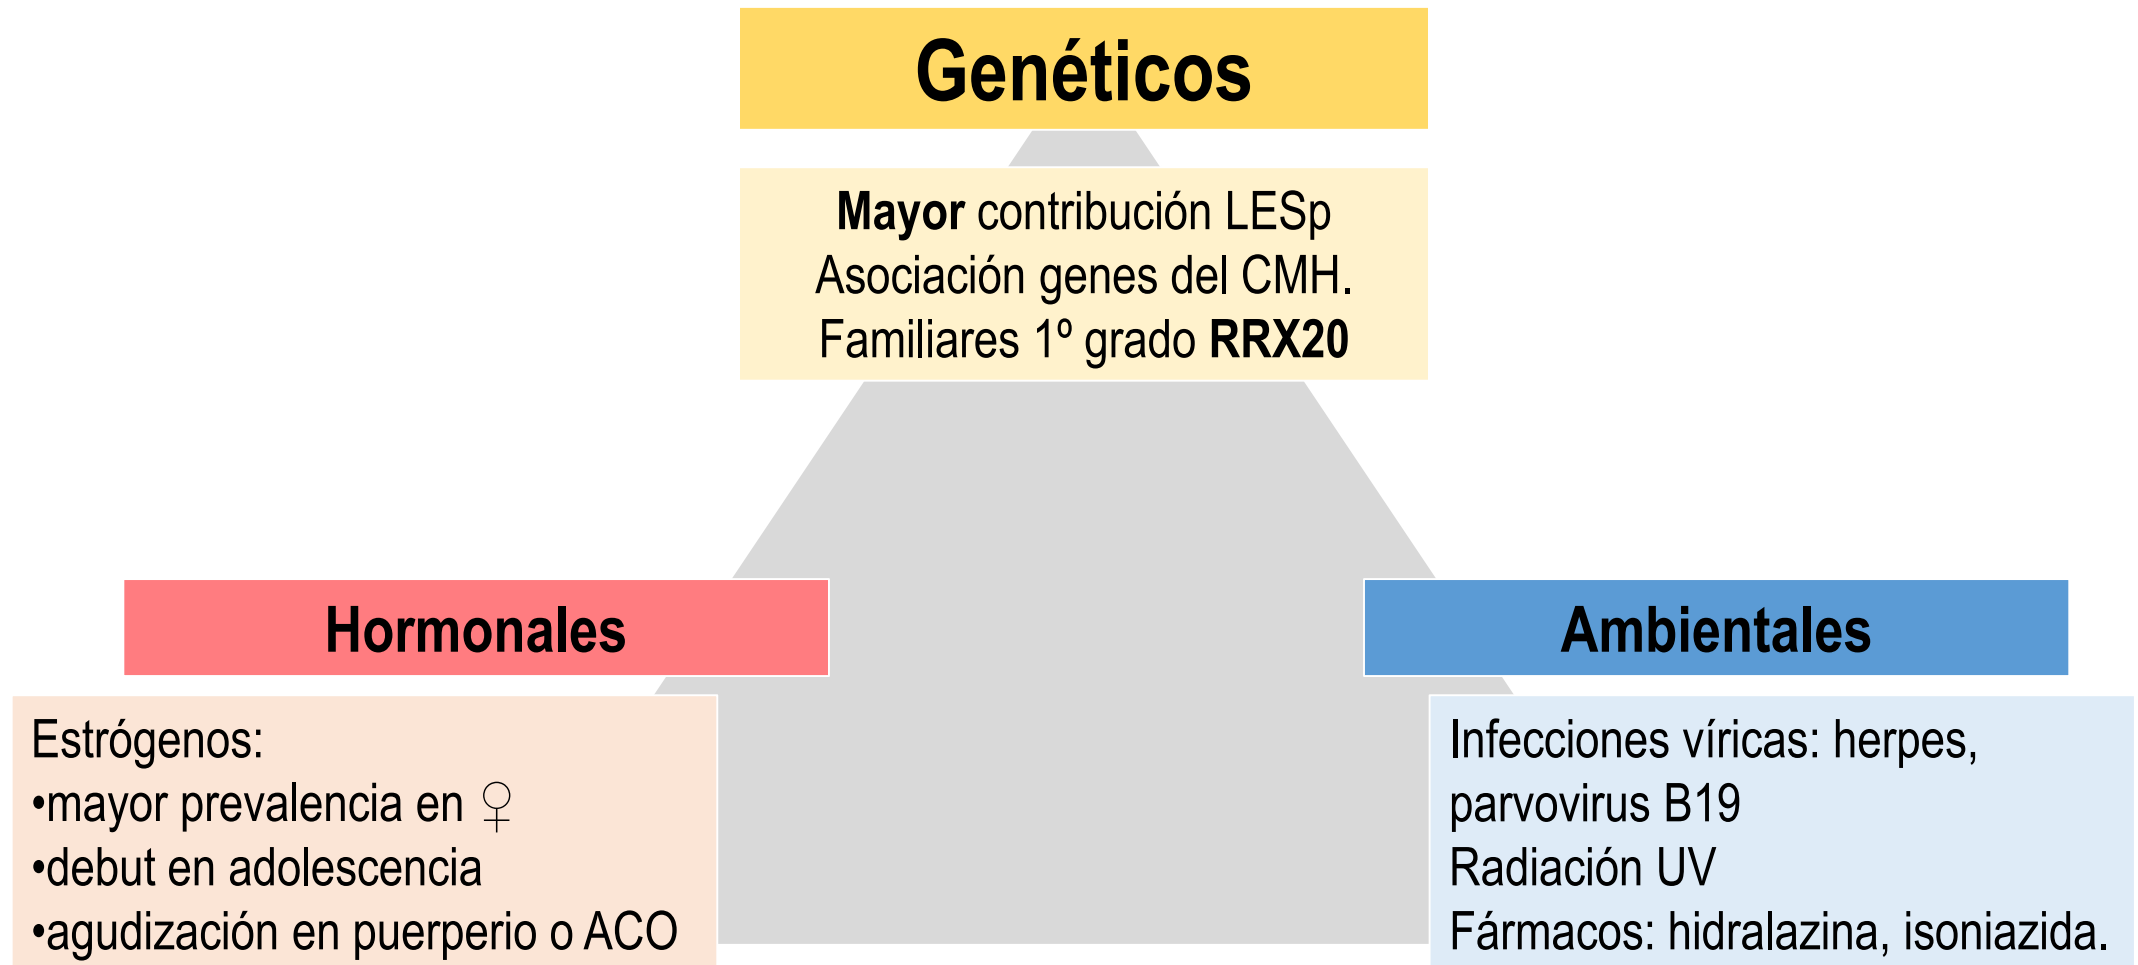 Genéticos
Mayor contribución LESp
Asociación genes del CMH.
Familiares 1º grado RRX20
Hormonales
Estrógenos:
•mayor prevalencia en ♀
•debut en adolescencia
•agudización en puerperio o ACO
Ambientales
Infecciones víricas: herpes,
parvovirus B19
Radiación UV
Fármacos: hidralazina, isoniazida.